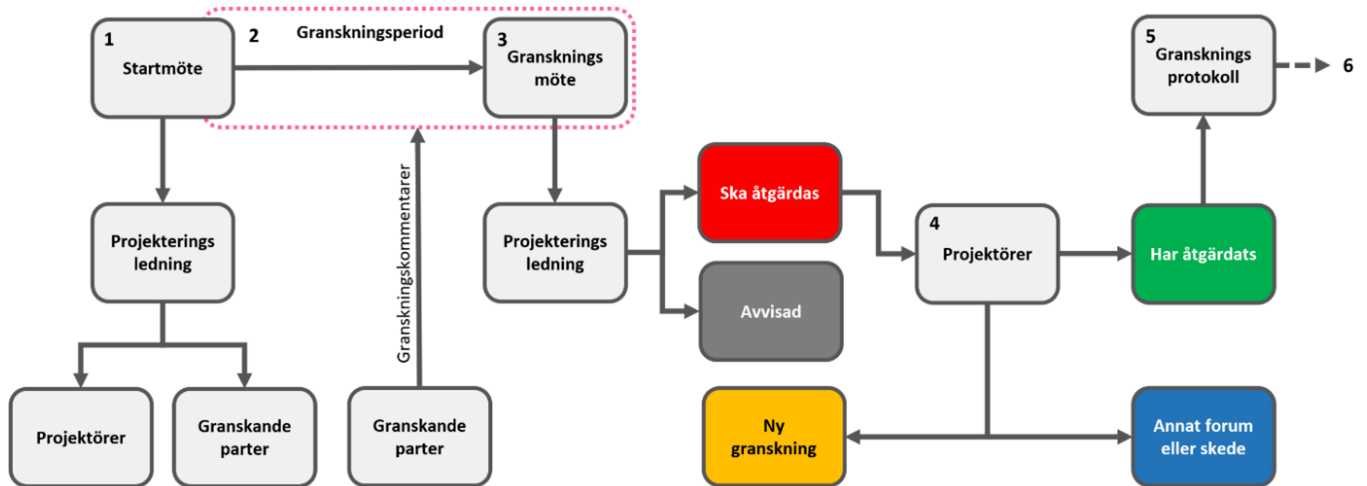 1
Startmöte
2
Granskningsperiod
3
Gransknings
möte
5
Gransknings
protokoll
6
Granskningskommentarer
Projekterings
ledning
Projekterings
ledning
Ska åtgärdas
Avvisad
4
Projektörer
Har åtgärdats
Projektörer
Granskande
parter
Granskande
parter
Ny
granskning
Annat forum
eller skede